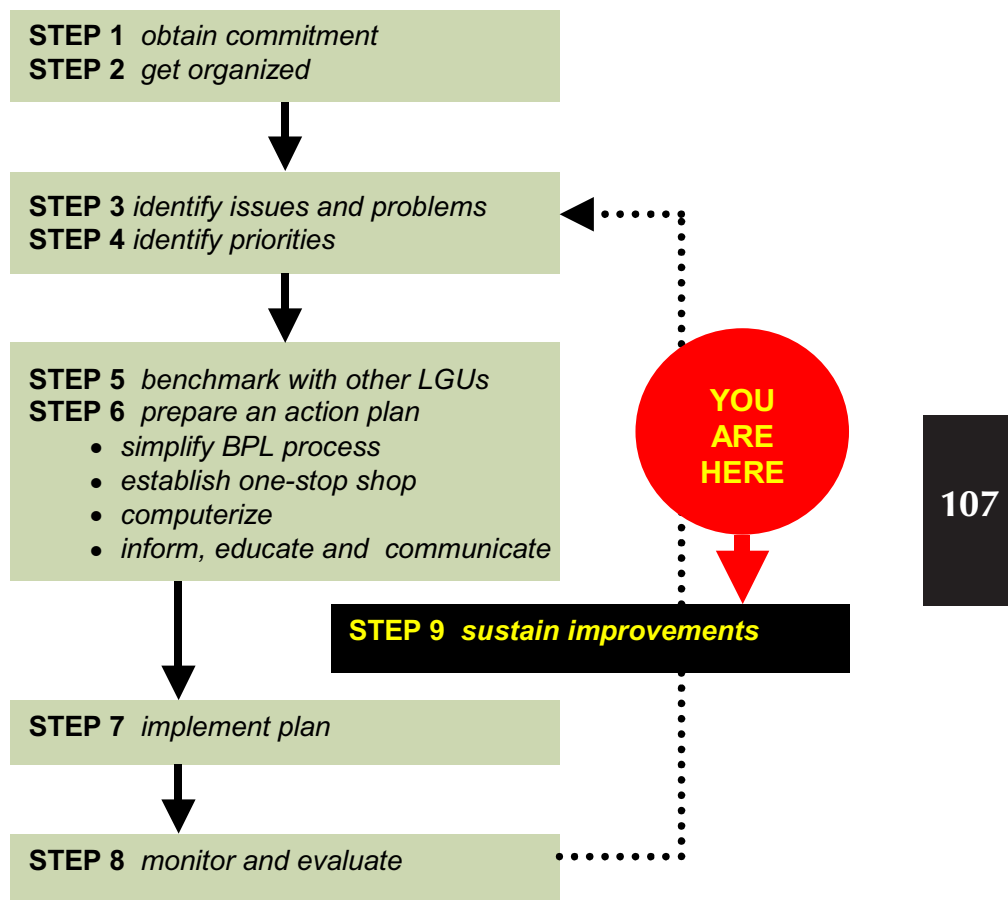 STEP 1 obtain commitment
STEP 2 get organized
STEP 3 identify issues and problems
STEP 4 identify priorities
STEP 5 benchmark with other LGUs
STEP 6 prepare an action plan
• simplify BPL process
• establish one-stop shop
• computerize
• inform, educate and communicate
YOU
ARE
HERE
107
STEP 9 sustain improvements
STEP 7 implement plan
STEP 8 monitor and evaluate